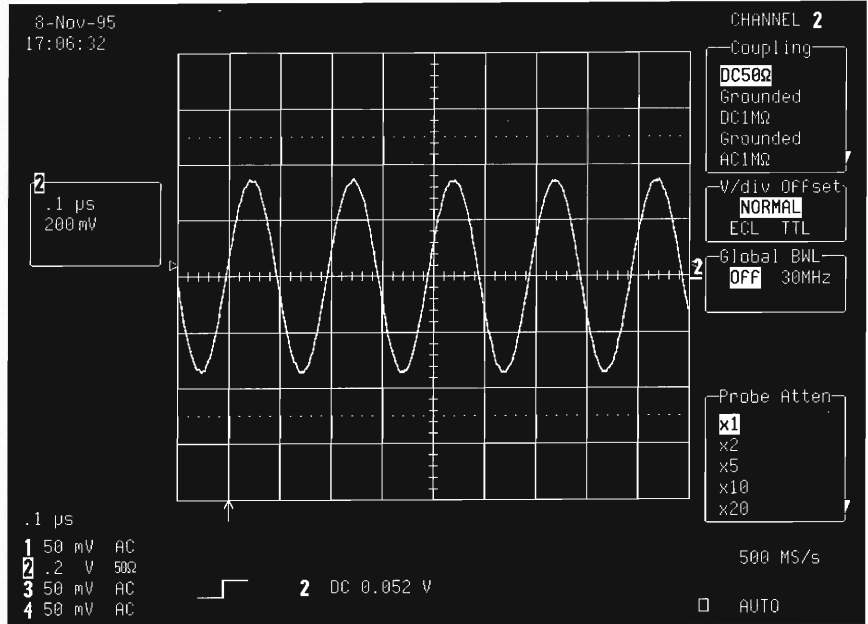 8-Nov-95
17:06:32
2
.1 µs
200 mV
2
CHANNEL 2
Coupling
DC50Ω
Grounded
DC1MΩ
Grounded
AC1MΩ
V/div Offset
NORMAL
ECL TTL
Global BWL
Off 30MHz
Probe Atten
x1
x2
x5
x10
x20
.1 µs
1 50 mV AC
2 .2 V 50Ω
3 50 mV AC
4 50 mV AC
2 DC 0.052 V
500 MS/s
AUTO